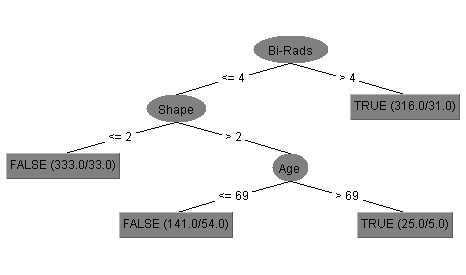 Bi-Rads
<= 4
> 4
Shape
TRUE (316.0/31.0)
<= 2
> 2
FALSE (333.0/33.0)
Age
<= 69
> 69
FALSE (141.0/54.0)
TRUE (25.0/5.0)